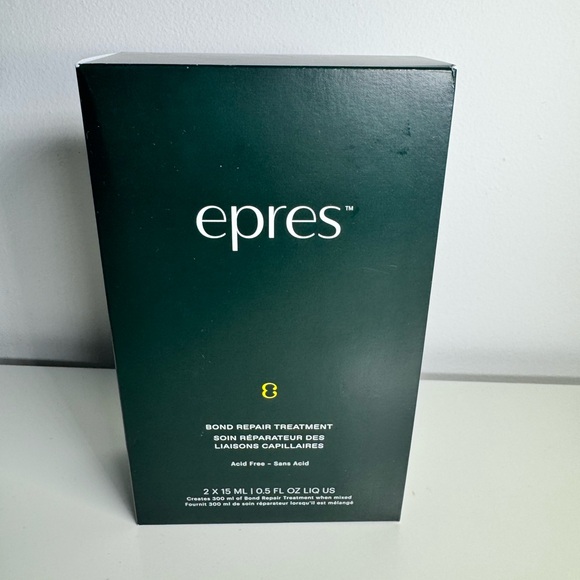 epres™
BOND REPAIR TREATMENT
SOIN RÉPARATEUR DES
LIAISONS CAPILLAIRES
Acid Free – Sans Acid
2 X 15 ML | 0.5 FL OZ LIQ US
Creates 300 ml of Bond Repair Treatment when mixed
Fournit 300 ml de soin réparateur lorsqu'il est mélangé